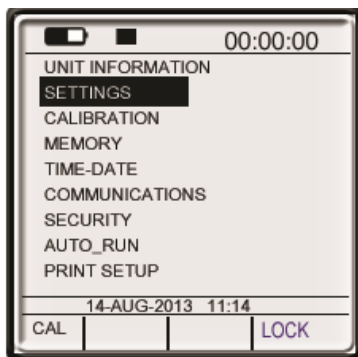 00:00:00
UNIT INFORMATION
SETTINGS
CALIBRATION
MEMORY
TIME-DATE
COMMUNICATIONS
SECURITY
AUTO_RUN
PRINT SETUP
14-AUG-2013 11:14
CAL LOCK